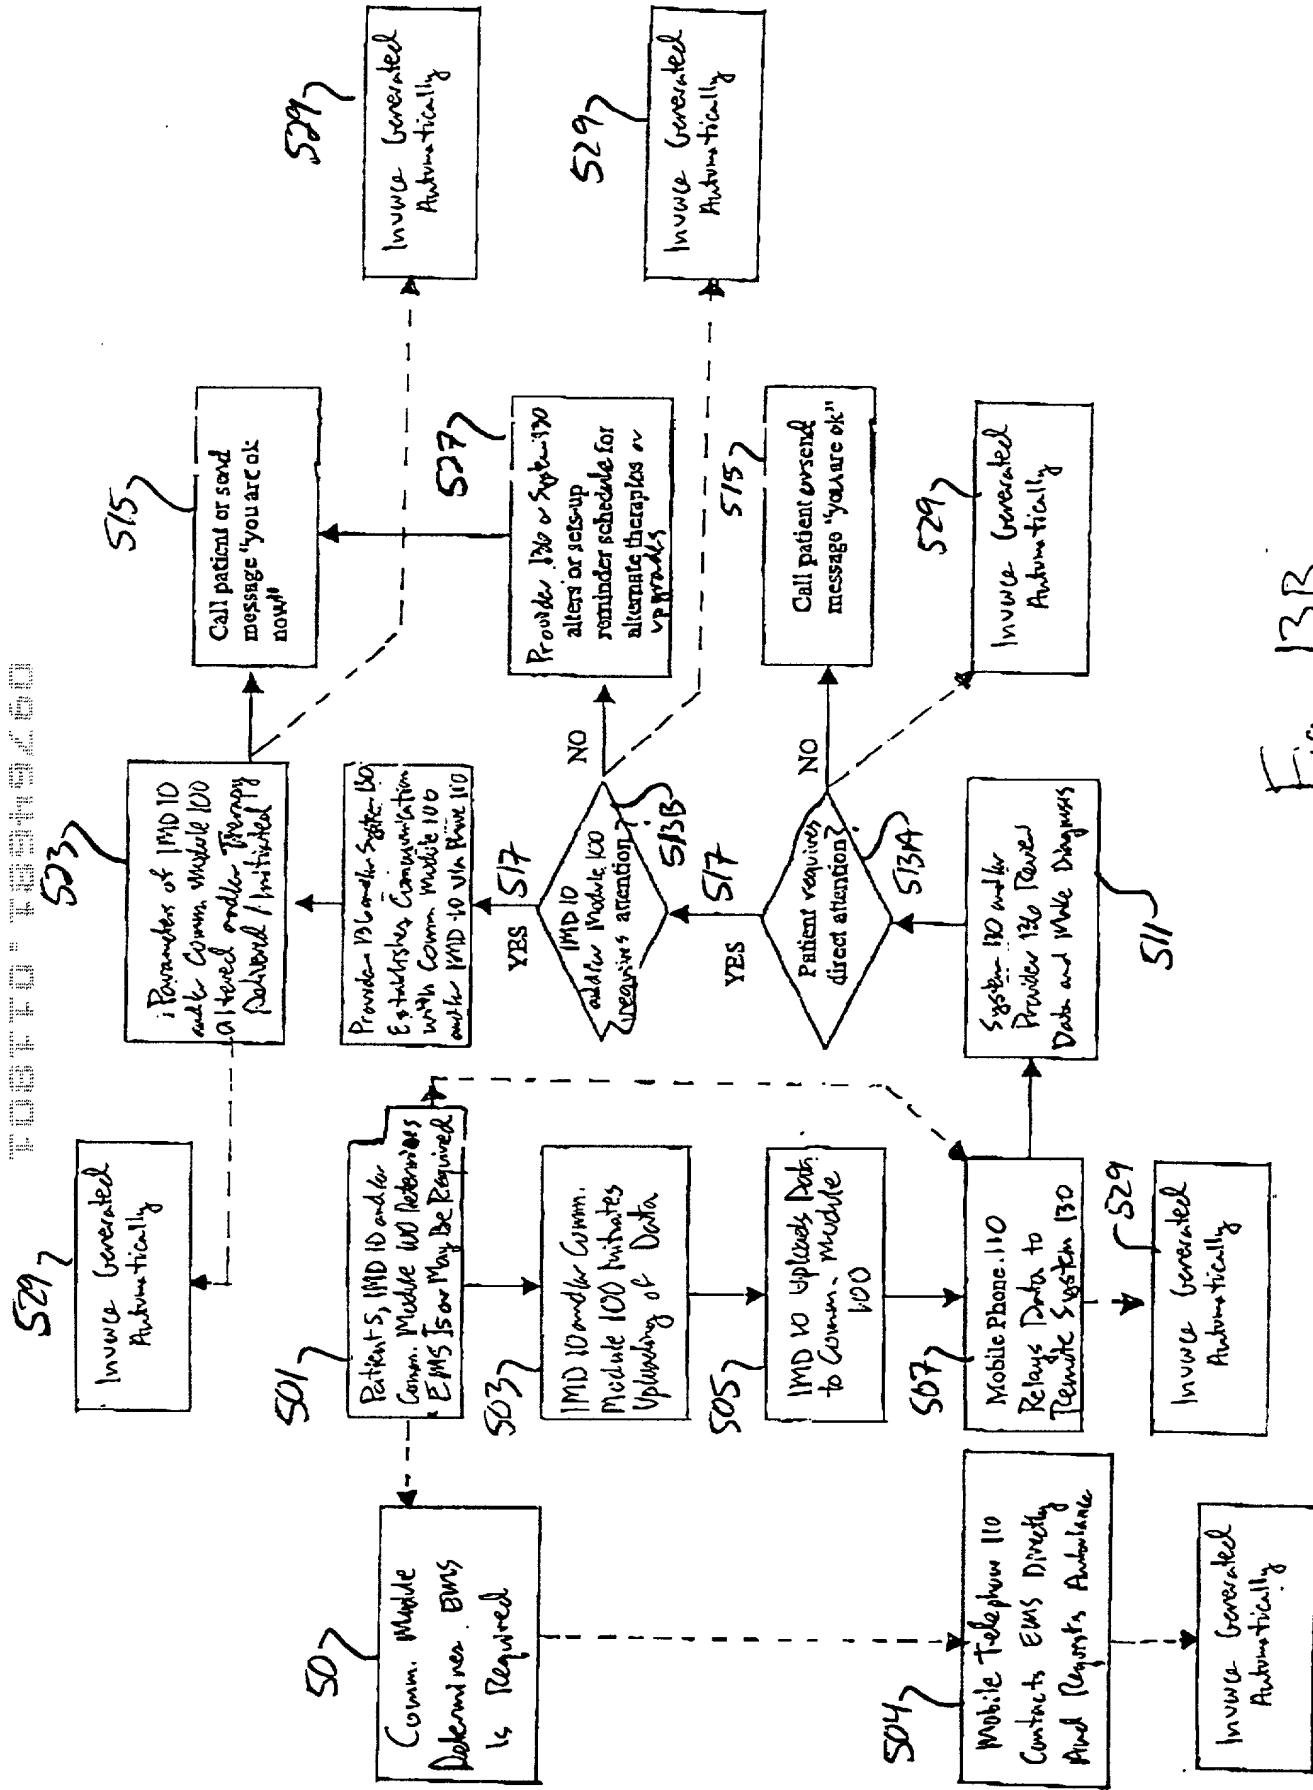 529
Invoice Generated
Automatically
523
Parameters of IMD 10
and/or Comm. Module 100
altered and/or Therapy
Delivered / Initiated
515
Call patient or send
message "you are ok
now"
529
Invoice Generated
Automatically
501
Patient 5, IMD 10 and/or
Comm. Module 100 Determines
EMS Is or May Be Required
Provider 136 and/or System 130
Establishes Communication
with Comm. Module 100
and/or IMD 10 via Phone 110
517
YES
527
Provider 136 or System 130
alters or sets-up
reminder schedule for
alternate therapies or
upgrades
529
Invoice Generated
Automatically
50
Comm. Module
Determines EMS
is Required
503
IMD 10 and/or Comm.
Module 100 Initiates
Uploading of Data
IMD 10
and/or Module 100
requires attention?
513B
NO
517
YES
505
IMD 10 Uploads Data
to Comm. Module
100
Patient requires
direct attention?
513A
NO
515
Call patient or send
message "you are ok"
529
Invoice Generated
Automatically
504
Mobile Telephone 110
Contacts EMS Directly
And Requests Ambulance
507
Mobile Phone 110
Relays Data to
Remote System 130
System 130 and/or
Provider 136 Review
Data and Make Diagnosis
511
Invoice Generated
Automatically
529
Invoice Generated
Automatically
Fig. 13B